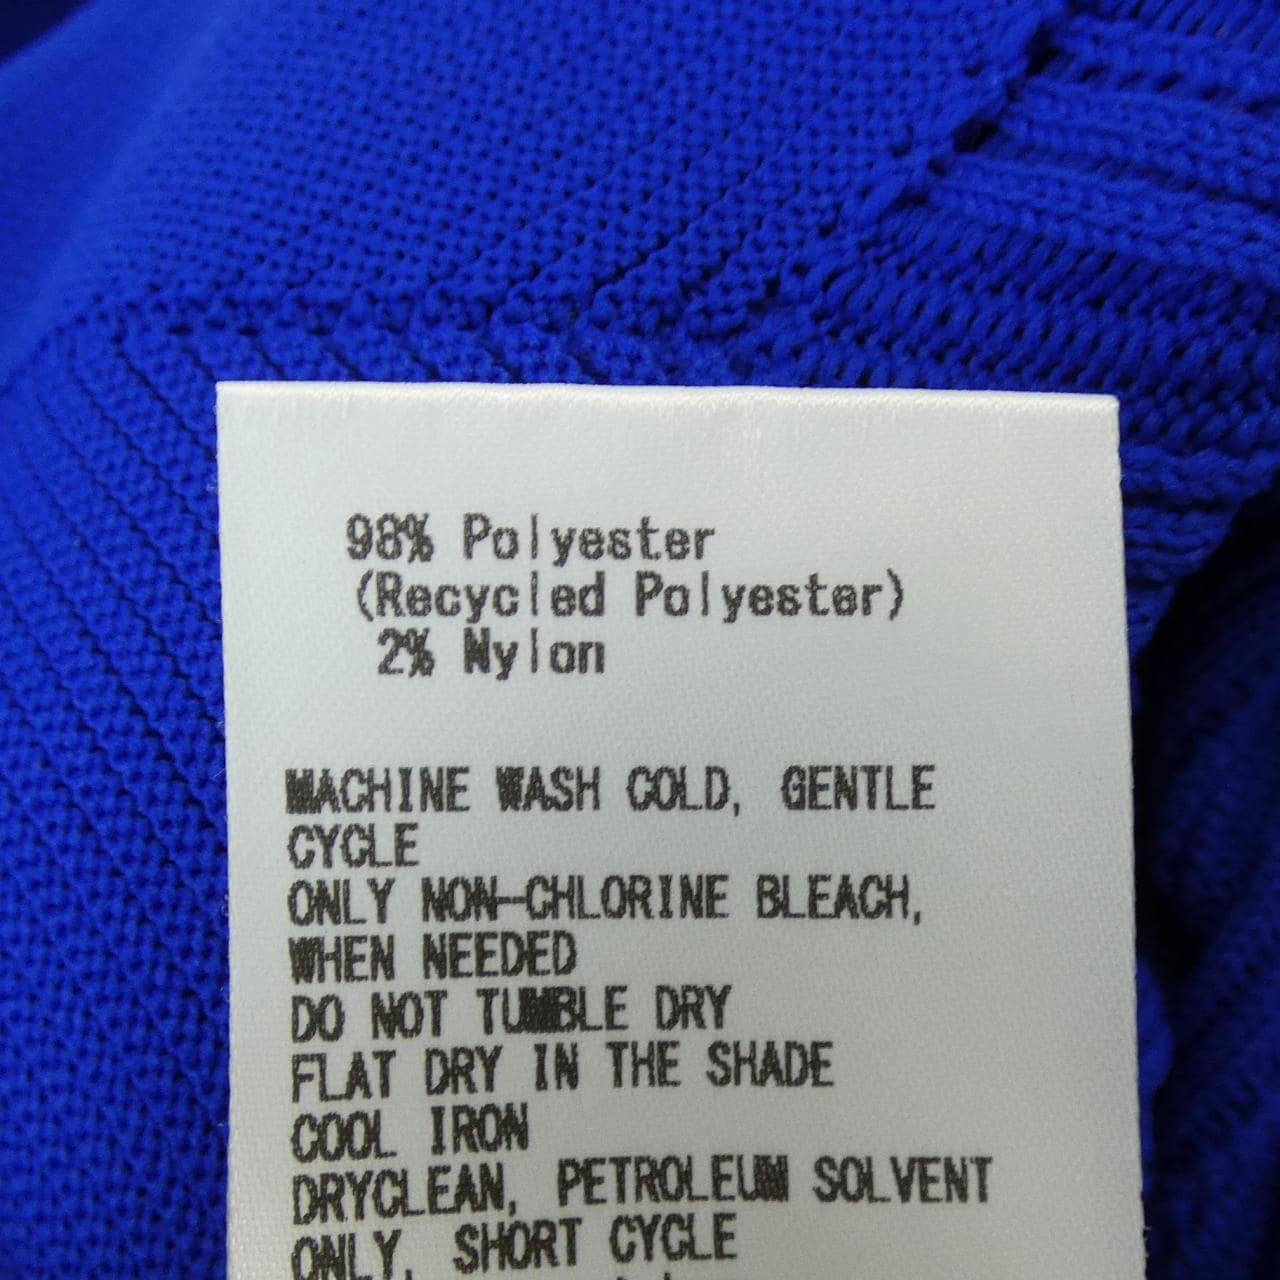 98% Polyester
(Recycled Polyester)
2% Nylon
MACHINE WASH COLD, GENTLE
CYCLE
ONLY NON-CHLORINE BLEACH,
WHEN NEEDED
DO NOT TUMBLE DRY
FLAT DRY IN THE SHADE
COOL IRON
DRYCLEAN, PETROLEUM SOLVENT
ONLY, SHORT CYCLE